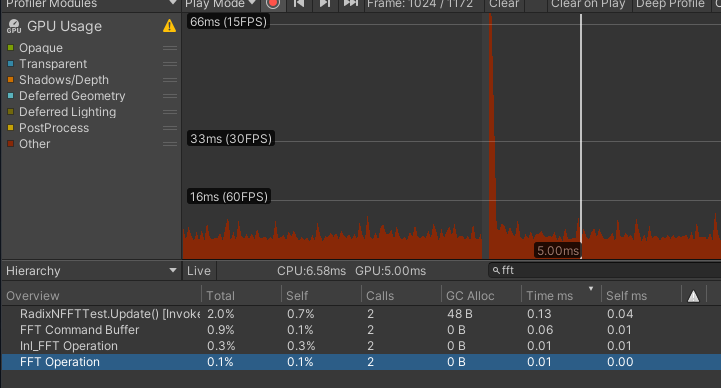 Profiler Modules Play Mode Frame: 1024 / 1172 Clear Clear on Play Deep Profile
GPU
GPU Usage
Opaque
Transparent
Shadows/Depth
Deferred Geometry
Deferred Lighting
PostProcess
Other
66ms (15FPS)
33ms (30FPS)
16ms (60FPS)
5.00ms
Hierarchy Live CPU:6.58ms GPU:5.00ms fft
Overview Total Self Calls GC Alloc Time ms Self ms
RadixNFFTTest.Update() [Invoke 2.0% 0.7% 2 48 B 0.13 0.04
FFT Command Buffer 0.9% 0.1% 2 0 B 0.06 0.01
Inl_FFT Operation 0.3% 0.3% 2 0 B 0.01 0.01
FFT Operation 0.1% 0.1% 2 0 B 0.01 0.00